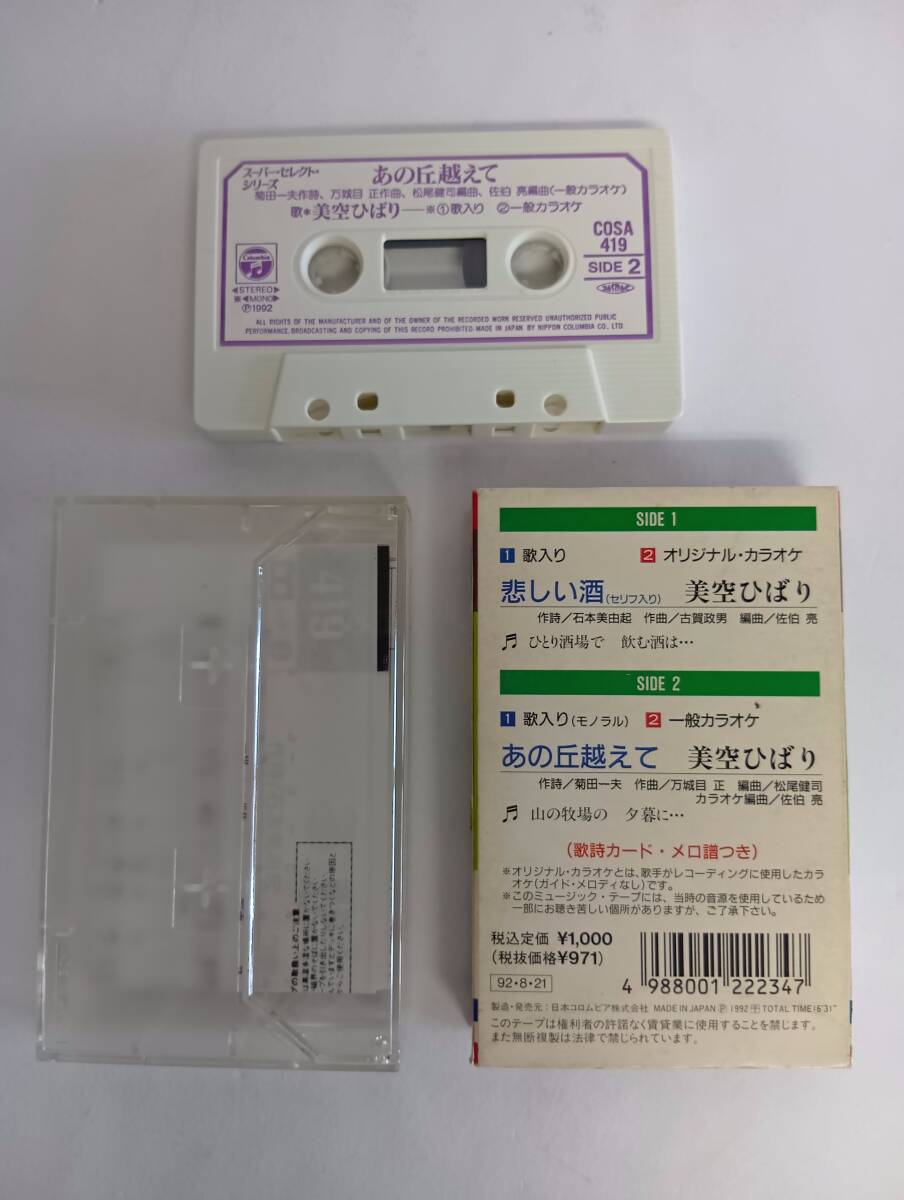 スーパー・セレクト・
シリーズ
あの丘越えて
菊田一夫作詩、万城目 正作曲、松尾健司編曲、佐伯 亮編曲(一般カラオケ)
歌*美空ひばり——※①歌入り ②一般カラオケ
COSA
419
SIDE 2
Columbia
◀STEREO▶
※◀MONO▶
Ⓟ1992
ALL RIGHTS OF THE MANUFACTURER AND OF THE OWNER OF THE RECORDED WORK RESERVED UNAUTHORIZED PUBLIC
PERFORMANCE, BROADCASTING AND COPYING OF THIS RECORD PROHIBITED. MADE IN JAPAN BY NIPPON COLUMBIA CO., LTD.
SIDE 1
1 歌入り 2 オリジナル・カラオケ
悲しい酒(セリフ入り) 美空ひばり
作詩/石本美由起 作曲/古賀政男 編曲/佐伯 亮
♬ ひとり酒場で 飲む酒は…
SIDE 2
1 歌入り(モノラル) 2 一般カラオケ
あの丘越えて 美空ひばり
作詩/菊田一夫 作曲/万城目 正 編曲/松尾健司
カラオケ編曲/佐伯 亮
♬ 山の牧場の 夕暮に…
(歌詩カード・メロ譜つき)
※オリジナル・カラオケとは、歌手がレコーディングに使用したカラ
オケ(ガイド・メロディなし)です。
※このミュージック・テープには、当時の音源を使用しているため
一部にお聴き苦しい個所がありますが、ご了承下さい。
税込定価 ¥1,000
(税抜価格¥971)
92・8・21
4 988001 222347
製造・発売元:日本コロムビア株式会社 MADE IN JAPAN Ⓟ 1992 TOTAL TIME(6'31"
このテープは権利者の許諾なく賃貸業に使用することを禁じます。
また無断複製は法律で禁じられています。